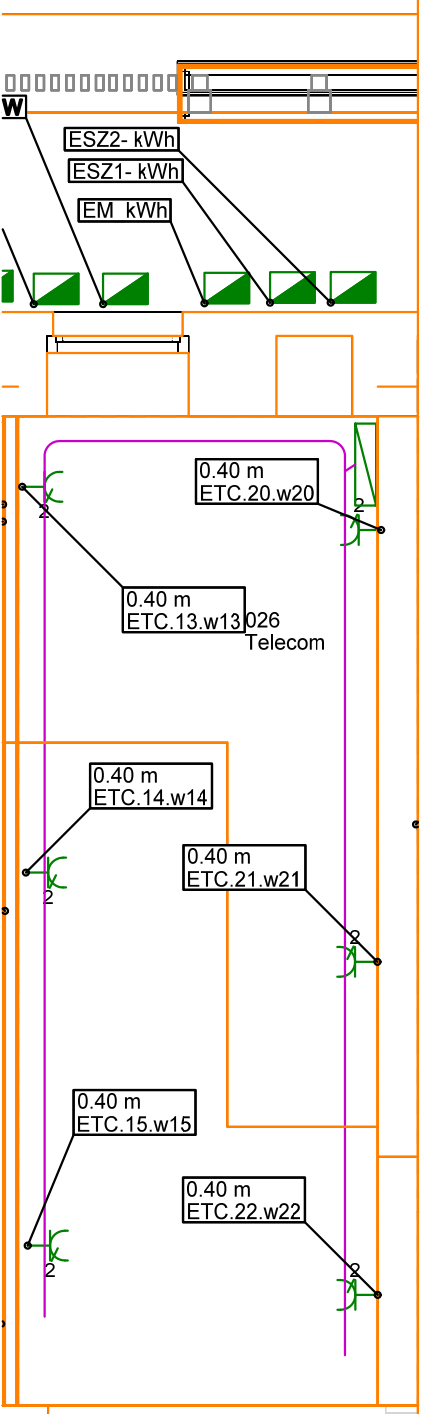 W
ESZ2- kWh
ESZ1- kWh
EM kWh
0.40 m
ETC.20.w20
2
2
0.40 m
ETC.13.w13
026
Telecom
0.40 m
ETC.14.w14
0.40 m
ETC.21.w21
2
2
0.40 m
ETC.15.w15
0.40 m
ETC.22.w22
2
2